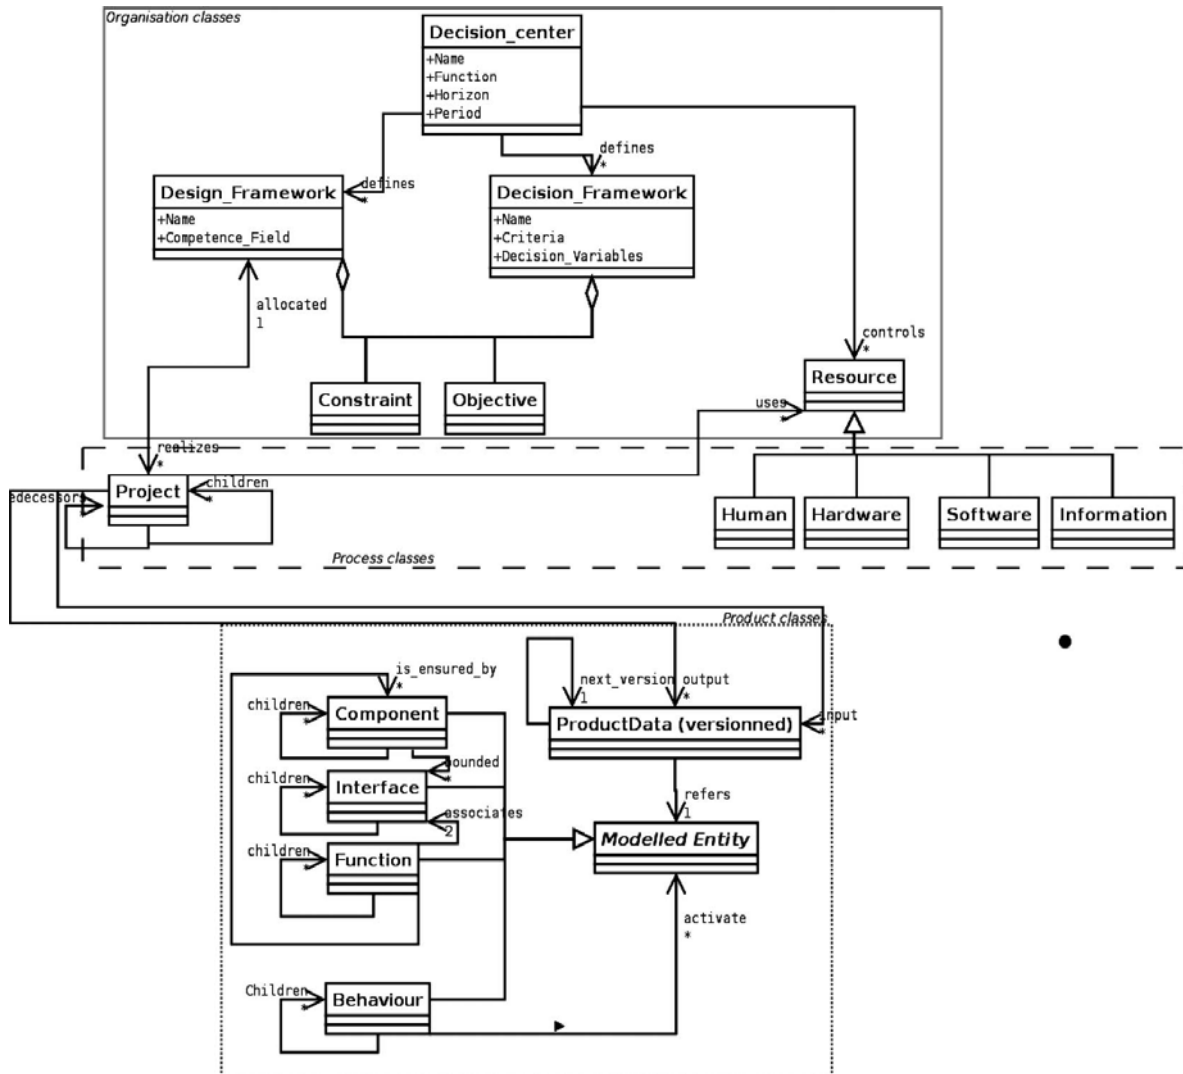 Organisation classes
Decision_center
+Name
+Function
+Horizon
+Period
defines
*
defines
*
Design_Framework
+Name
+Competence_Field
Decision_Framework
+Name
+Criteria
+Decision_Variables
allocated
1
controls
*
Constraint
Objective
Resource
uses
*
realizes
*
Project
children
*
edecessors
*
Human
Hardware
Software
Information
Process classes
Product classes
is_ensured_by
*
next_version
1
output
*
input
*
children
*
Component
ProductData (versionned)
bounded
*
children
*
Interface
refers
1
associates
2
Modelled Entity
children
*
Function
activate
*
Children
*
Behaviour